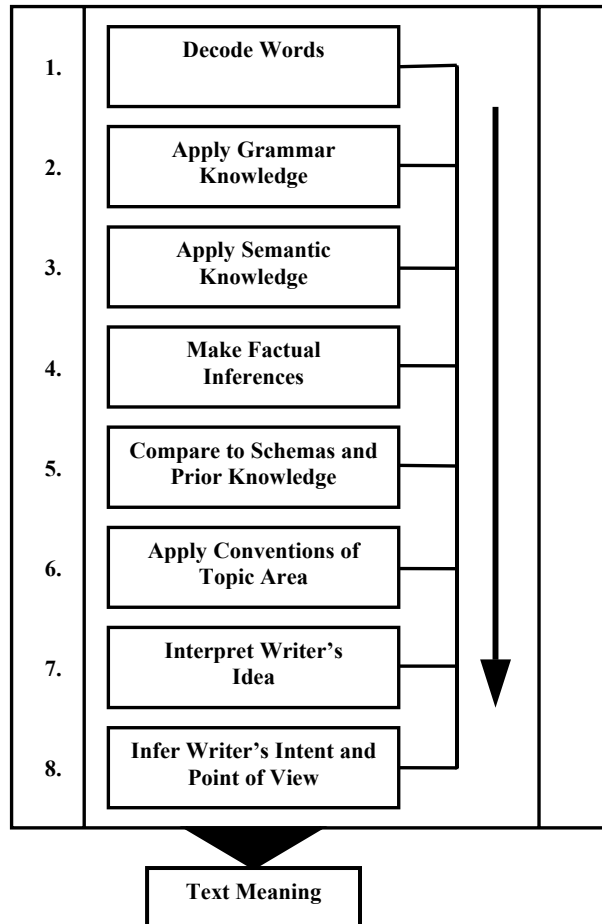 1.
Decode Words
2.
Apply Grammar
Knowledge
3.
Apply Semantic
Knowledge
4.
Make Factual
Inferences
5.
Compare to Schemas and
Prior Knowledge
6.
Apply Conventions of
Topic Area
7.
Interpret Writer’s
Idea
8.
Infer Writer’s Intent and
Point of View
Text Meaning